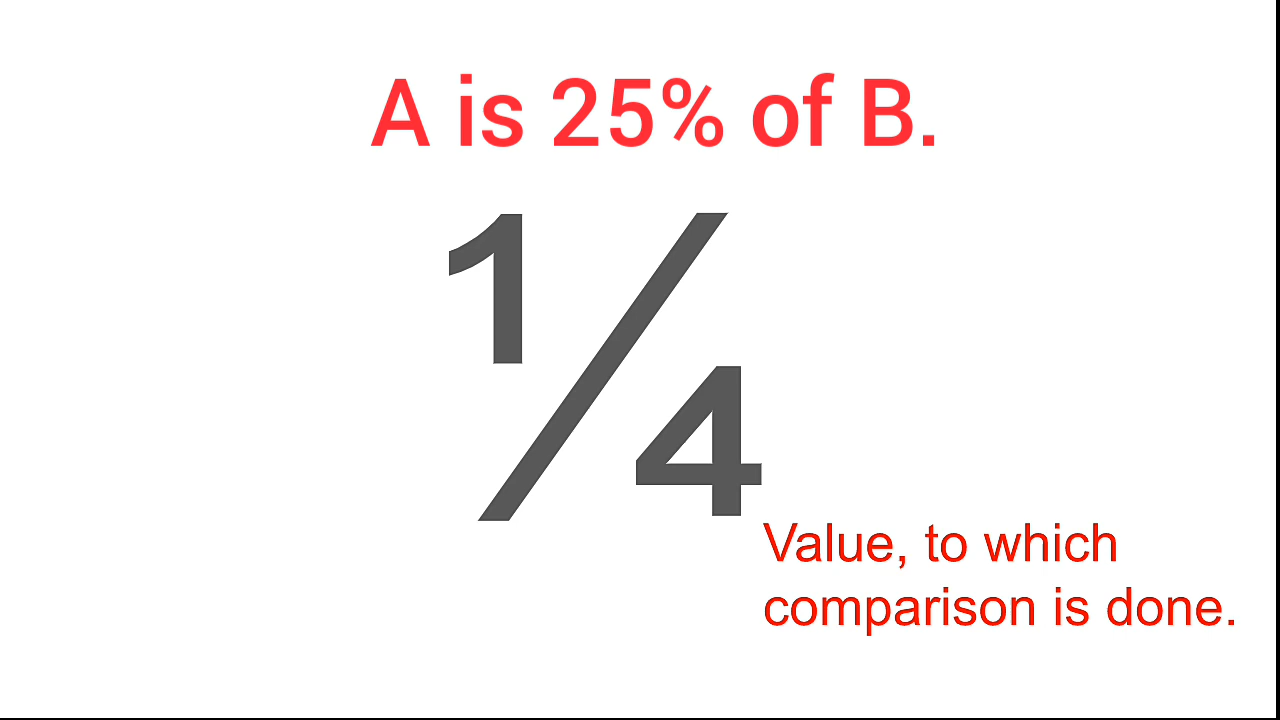 A is 25% of B.
1/4
Value, to which
comparison is done.